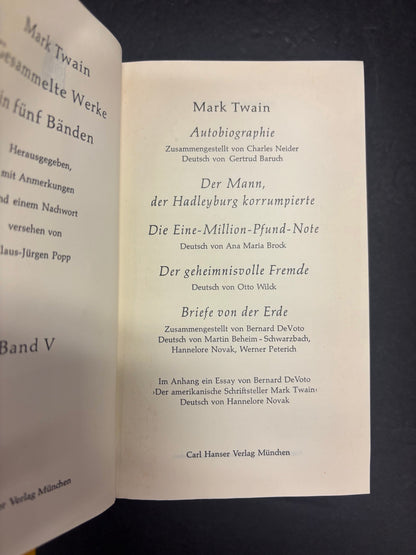 Mark Twain
Gesammelte Werke
in fünf Bänden
Herausgegeben,
mit Anmerkungen
und einem Nachwort
versehen von
Klaus-Jürgen Popp
Band V
Verlag München
Mark Twain
Autobiographie
Zusammengestellt von Charles Neider
Deutsch von Gertrud Baruch
Der Mann,
der Hadleyburg korrumpierte
Die Eine-Million-Pfund-Note
Deutsch von Ana Maria Brock
Der geheimnisvolle Fremde
Deutsch von Otto Wilck
Briefe von der Erde
Zusammengestellt von Bernard DeVoto
Deutsch von Martin Beheim-Schwarzbach,
Hannelore Novak, Werner Peterich
Im Anhang ein Essay von Bernard DeVoto
›Der amerikanische Schriftsteller Mark Twain‹
Deutsch von Hannelore Novak
Carl Hanser Verlag München